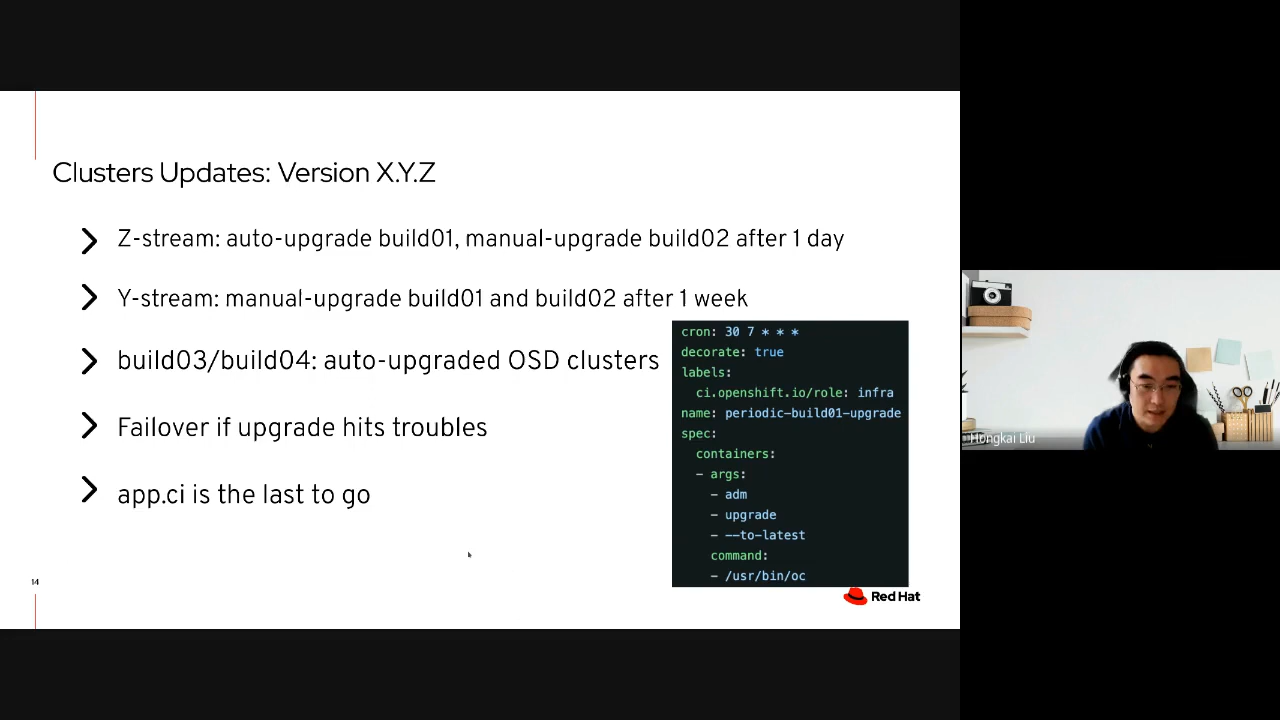 Clusters Updates: Version X.Y.Z
Z-stream: auto-upgrade build01, manual-upgrade build02 after 1 day
Y-stream: manual-upgrade build01 and build02 after 1 week
build03/build04: auto-upgraded OSD clusters
Failover if upgrade hits troubles
app.ci is the last to go
cron: 30 7 * * *
decorate: true
labels:
ci.openshift.io/role: infra
name: periodic-build01-upgrade
spec:
containers:
- args:
- adm
- upgrade
- --to-latest
command:
- /usr/bin/oc
14
Red Hat
Hongkai Liu